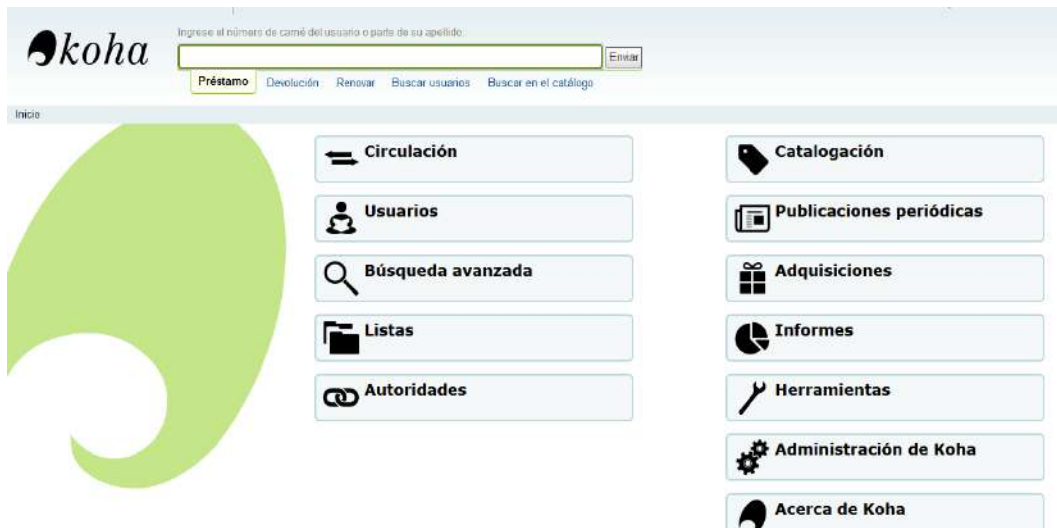 koha
Ingrese el número de carné del usuario o parte de su apellido:
Enviar
Préstamo Devolución Renovar Buscar usuarios Buscar en el catálogo
Inicio
Circulación
Usuarios
Búsqueda avanzada
Listas
Autoridades
Catalogación
Publicaciones periódicas
Adquisiciones
Informes
Herramientas
Administración de Koha
Acerca de Koha